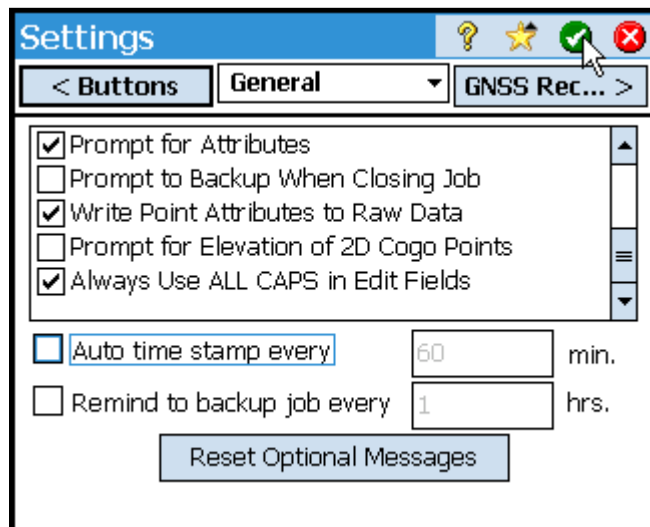 Settings
< Buttons General GNSS Rec... >
Prompt for Attributes
Prompt to Backup When Closing Job
Write Point Attributes to Raw Data
Prompt for Elevation of 2D Cogo Points
Always Use ALL CAPS in Edit Fields
Auto time stamp every 60 min.
Remind to backup job every 1 hrs.
Reset Optional Messages